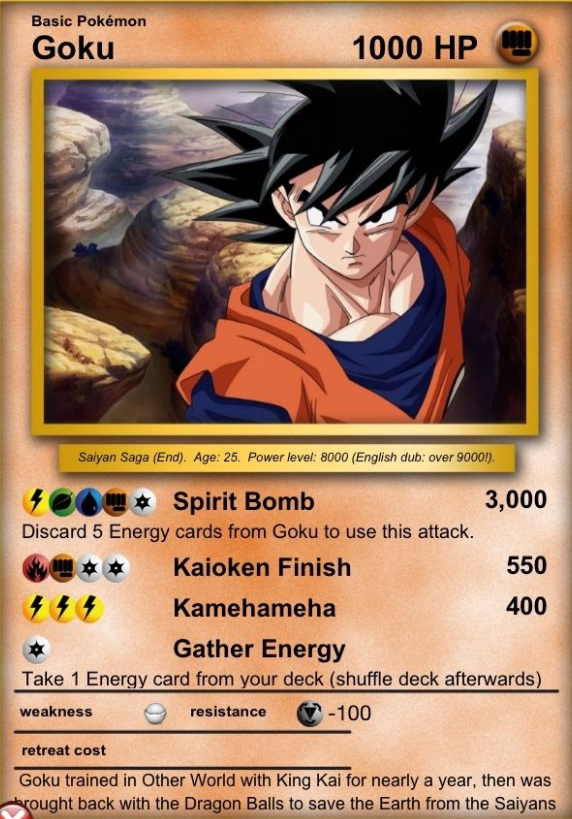 Basic Pokémon
Goku 1000 HP
Saiyan Saga (End). Age: 25. Power level: 8000 (English dub: over 9000!).
Spirit Bomb 3,000
Discard 5 Energy cards from Goku to use this attack.
Kaioken Finish 550
Kamehameha 400
Gather Energy
Take 1 Energy card from your deck (shuffle deck afterwards)
weakness resistance -100
retreat cost
Goku trained in Other World with King Kai for nearly a year, then was
brought back with the Dragon Balls to save the Earth from the Saiyans